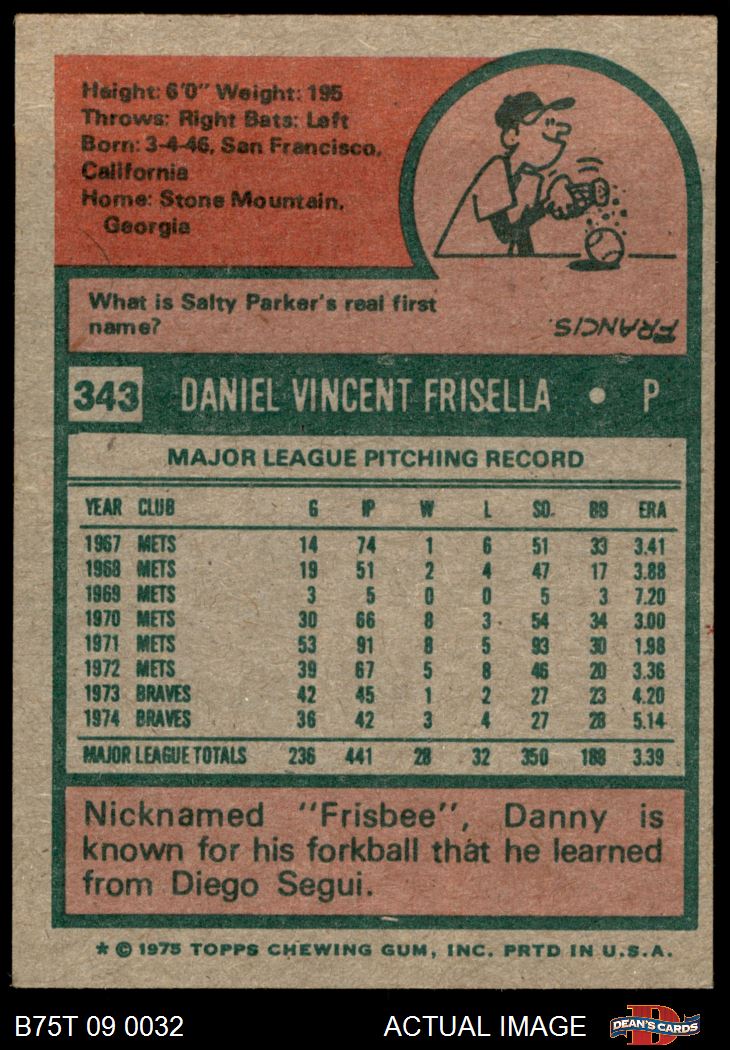 Height: 6'0" Weight: 195
Throws: Right Bats: Left
Born: 3-4-46, San Francisco,
California
Home: Stone Mountain,
Georgia
What is Salty Parker's real first
name?
FRANCIS.
343 DANIEL VINCENT FRISELLA • P
MAJOR LEAGUE PITCHING RECORD
YEAR CLUB G IP W L SO BB ERA
1967 METS 14 74 1 6 51 33 3.41
1968 METS 19 51 2 4 47 17 3.88
1969 METS 3 5 0 0 5 3 7.20
1970 METS 30 66 8 3 54 34 3.00
1971 METS 53 91 8 5 93 30 1.98
1972 METS 39 67 5 8 46 20 3.36
1973 BRAVES 42 45 1 2 27 23 4.20
1974 BRAVES 36 42 3 4 27 28 5.14
MAJOR LEAGUE TOTALS 236 441 28 32 350 188 3.39
Nicknamed "Frisbee", Danny is
known for his forkball that he learned
from Diego Segui.
* © 1975 TOPPS CHEWING GUM, INC. PRTD IN U.S.A.
B75T 09 0032 ACTUAL IMAGE DEAN'S CARDS